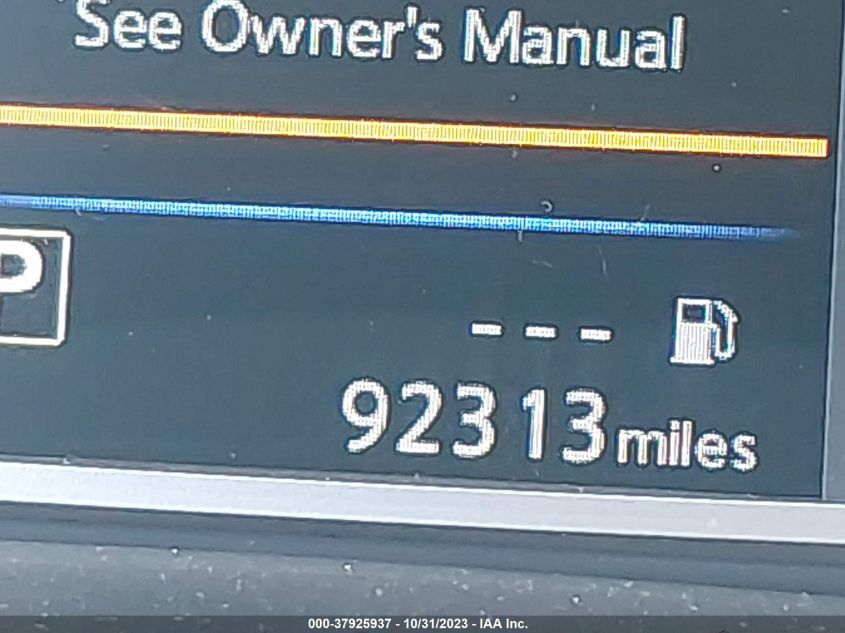 See Owner's Manual
P
---
92313 miles
000-37925937 - 10/31/2023 - IAA Inc.